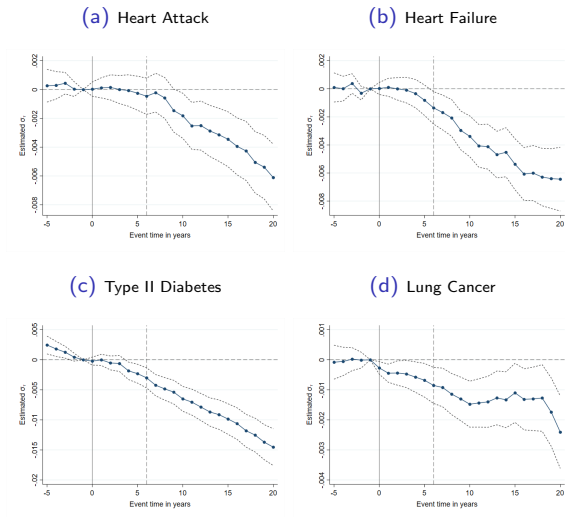 (a) Heart Attack
(b) Heart Failure
.002
0
-.002
-.004
-.006
-.008
Estimated σ,
-5 0 5 10 15 20
Event time in years
.002
0
-.002
-.004
-.006
-.008
Estimated σ,
-5 0 5 10 15 20
Event time in years
(c) Type II Diabetes
(d) Lung Cancer
.005
0
-.005
-.01
-.015
-.02
Estimated σ,
-5 0 5 10 15 20
Event time in years
.001
0
-.001
-.002
-.003
-.004
Estimated σ,
-5 0 5 10 15 20
Event time in years